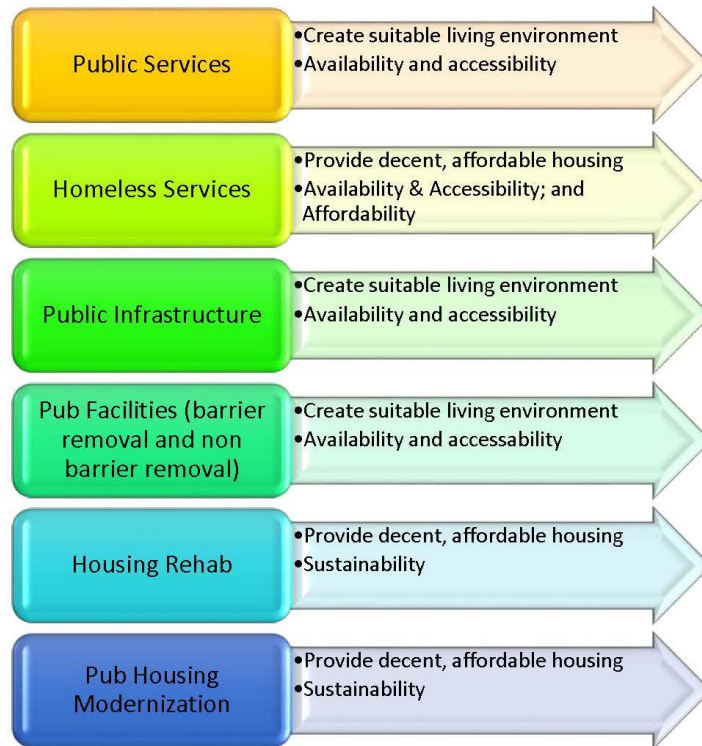 Public Services
•Create suitable living environment
•Availability and accessibility
Homeless Services
•Provide decent, affordable housing
•Availability & Accessibility; and
Affordability
Public Infrastructure
•Create suitable living environment
•Availability and accessibility
Pub Facilities (barrier
removal and non
barrier removal)
•Create suitable living environment
•Availability and accessability
Housing Rehab
•Provide decent, affordable housing
•Sustainability
Pub Housing
Modernization
•Provide decent, affordable housing
•Sustainability